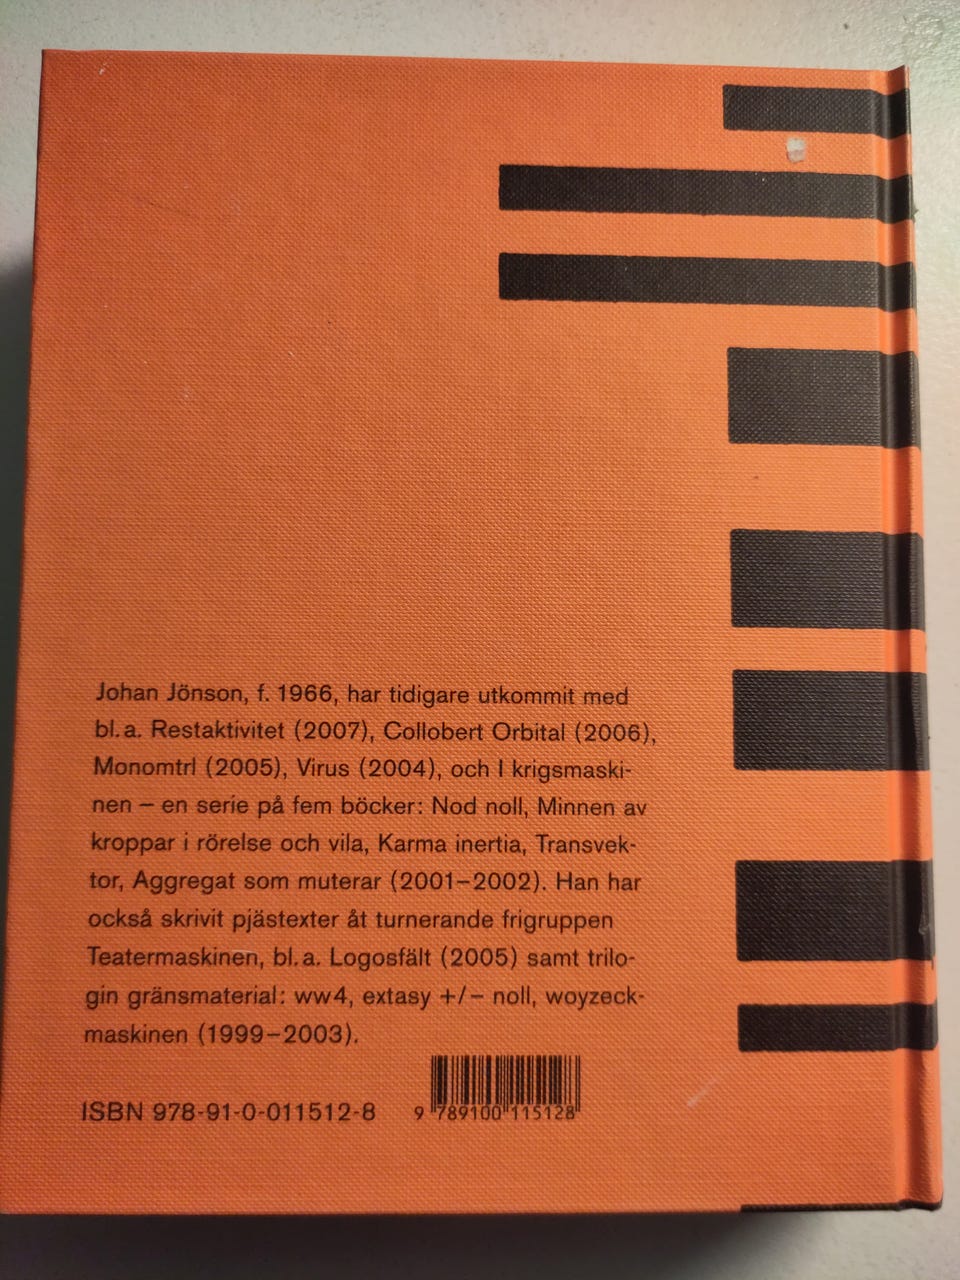 Johan Jönson, f. 1966, har tidigare utkommit med
bl.a. Restaktivitet (2007), Collobert Orbital (2006),
Monomtrl (2005), Virus (2004), och I krigsmaski-
nen – en serie på fem böcker: Nod noll, Minnen av
kroppar i rörelse och vila, Karma inertia, Transvek-
tor, Aggregat som muterar (2001–2002). Han har
också skrivit pjästexter åt turnerande frigruppen
Teatermaskinen, bl.a. Logosfält (2005) samt trilo-
gin gränsmaterial: ww4, extasy +/– noll, woyzeck-
maskinen (1999–2003).
ISBN 978-91-0-011512-8
9 789100 115128